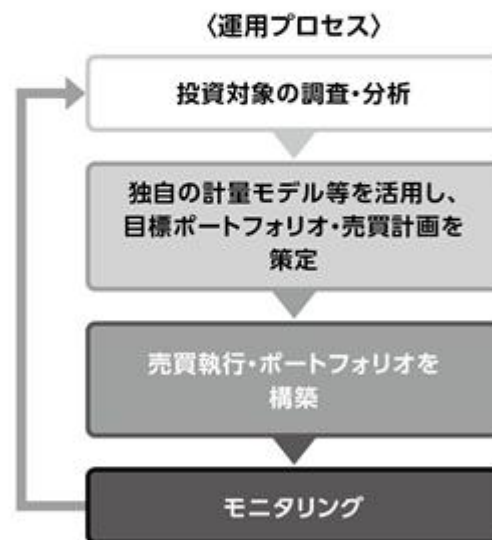 〈運用プロセス〉
投資対象の調査・分析
独自の計量モデル等を活用し、
目標ポートフォリオ・売買計画を
策定
売買執行・ポートフォリオを
構築
モニタリング